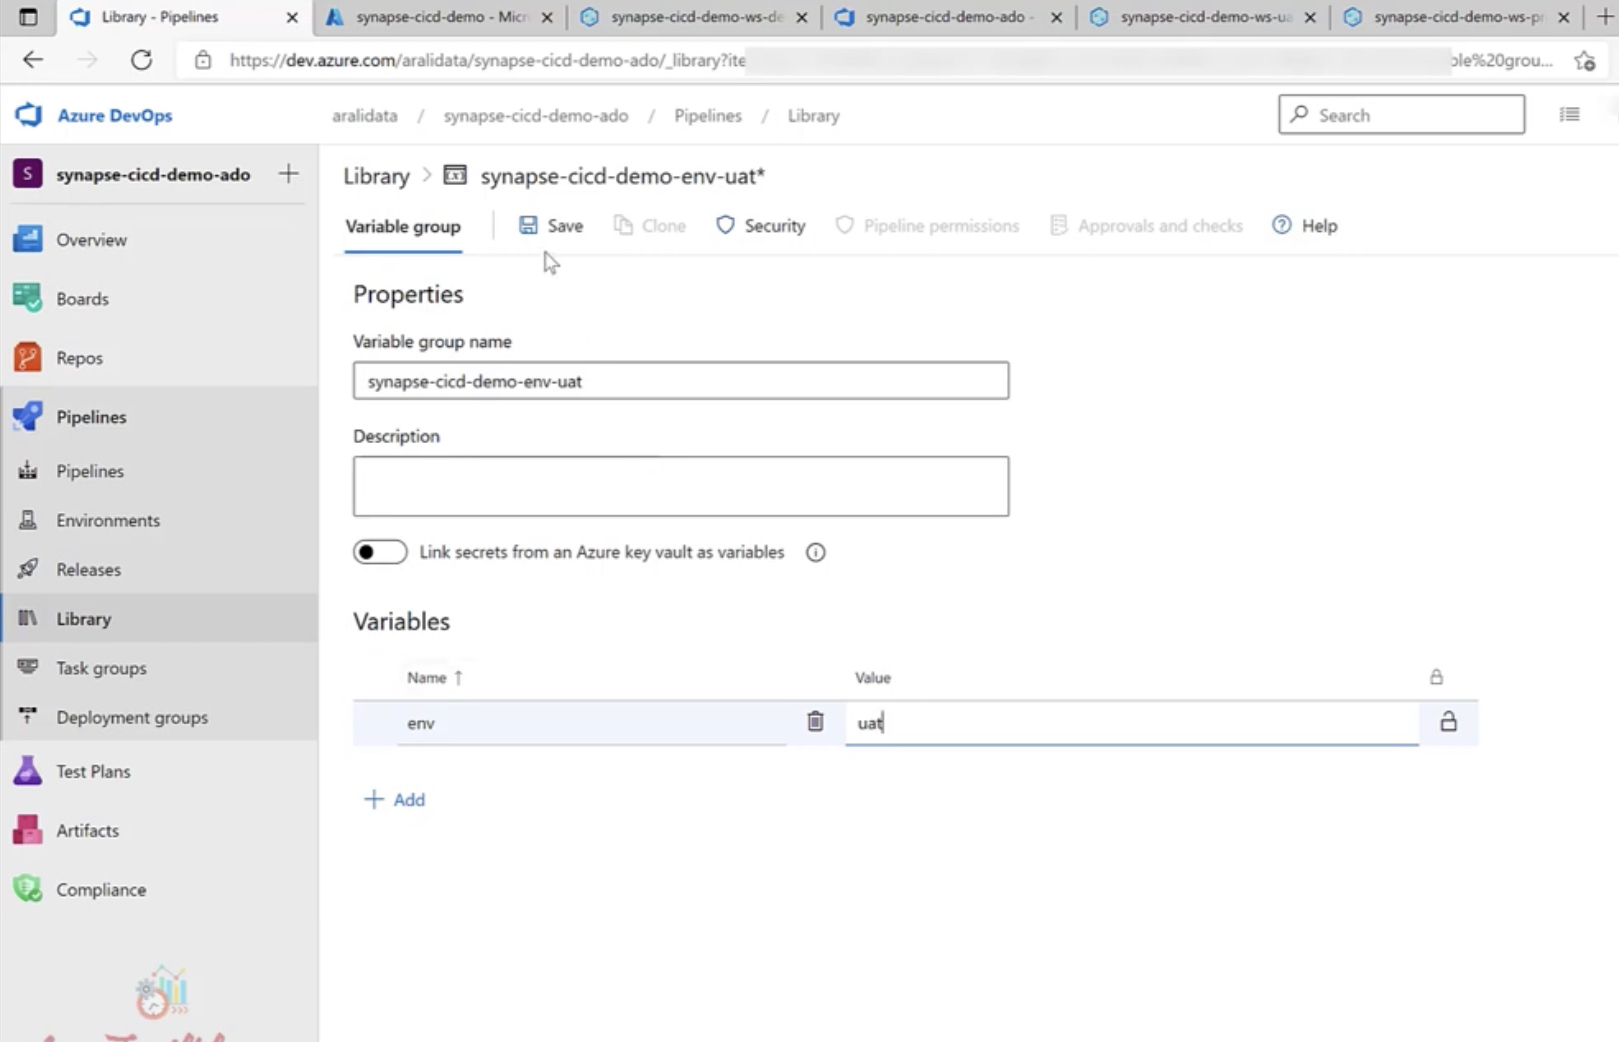 Library - Pipelines
synapse-cicd-demo - Micr
synapse-cicd-demo-ws-de
synapse-cicd-demo-ado -
synapse-cicd-demo-ws-ua
synapse-cicd-demo-ws-pr
https://dev.azure.com/aralidata/synapse-cicd-demo-ado/_library?ite
ble%20grou...
Azure DevOps
aralidata / synapse-cicd-demo-ado / Pipelines / Library
Search
S synapse-cicd-demo-ado
Overview
Boards
Repos
Pipelines
Pipelines
Environments
Releases
Library
Task groups
Deployment groups
Test Plans
Artifacts
Compliance
Library > synapse-cicd-demo-env-uat*
Variable group
Save
Clone
Security
Pipeline permissions
Approvals and checks
Help
Properties
Variable group name
synapse-cicd-demo-env-uat
Description
Link secrets from an Azure key vault as variables
Variables
Name ↑ Value
env uat
+ Add